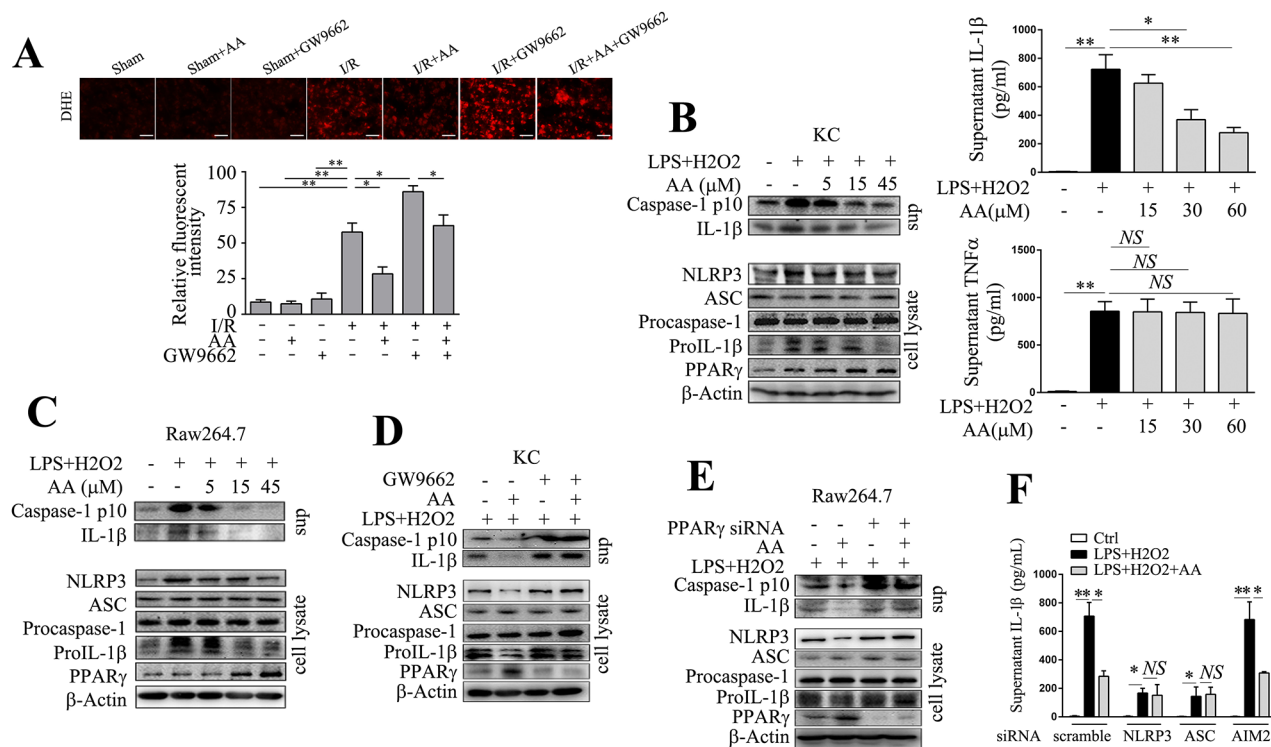 A
Sham
Sham+AA
Sham+GW9662
I/R
I/R+AA
I/R+GW9662
I/R+AA+GW9662
DHE
Relative fluorescent
intensity
100
75
50
25
0
** ** ** * * *
I/R - - - + + + +
AA - + - - + - +
GW9662 - - + - - + +
B
KC
LPS+H2O2 - + + + +
AA (μM) - - 5 15 45
Caspase-1 p10
IL-1β
sup
NLRP3
ASC
Procaspase-1
ProIL-1β
PPARγ
β-Actin
cell lysate
Supernatant IL-1β
(pg/ml)
1000
800
600
400
200
0
*
** **
LPS+H2O2 - + + + +
AA(μM) - - 15 30 60
Supernatant TNFα
(pg/ml)
1500
1000
500
0
NS
NS
** NS
LPS+H2O2 - + + + +
AA(μM) - - 15 30 60
C
Raw264.7
LPS+H2O2 - + + + +
AA (μM) - - 5 15 45
Caspase-1 p10
IL-1β
sup
NLRP3
ASC
Procaspase-1
ProIL-1β
PPARγ
β-Actin
cell lysate
D
KC
GW9662 - - + +
AA - + - +
LPS+H2O2 + + + +
Caspase-1 p10
IL-1β
sup
NLRP3
ASC
Procaspase-1
ProIL-1β
PPARγ
β-Actin
cell lysate
E
Raw264.7
PPARγ siRNA - - + +
AA - + - +
LPS+H2O2 + + + +
Caspase-1 p10
IL-1β
sup
NLRP3
ASC
Procaspase-1
ProIL-1β
PPARγ
β-Actin
cell lysate
F
Ctrl
LPS+H2O2
LPS+H2O2+AA
Supernatant IL-1β (pg/mL)
1000
800
600
400
200
0
** * * NS * NS ** *
siRNA scramble NLRP3 ASC AIM2